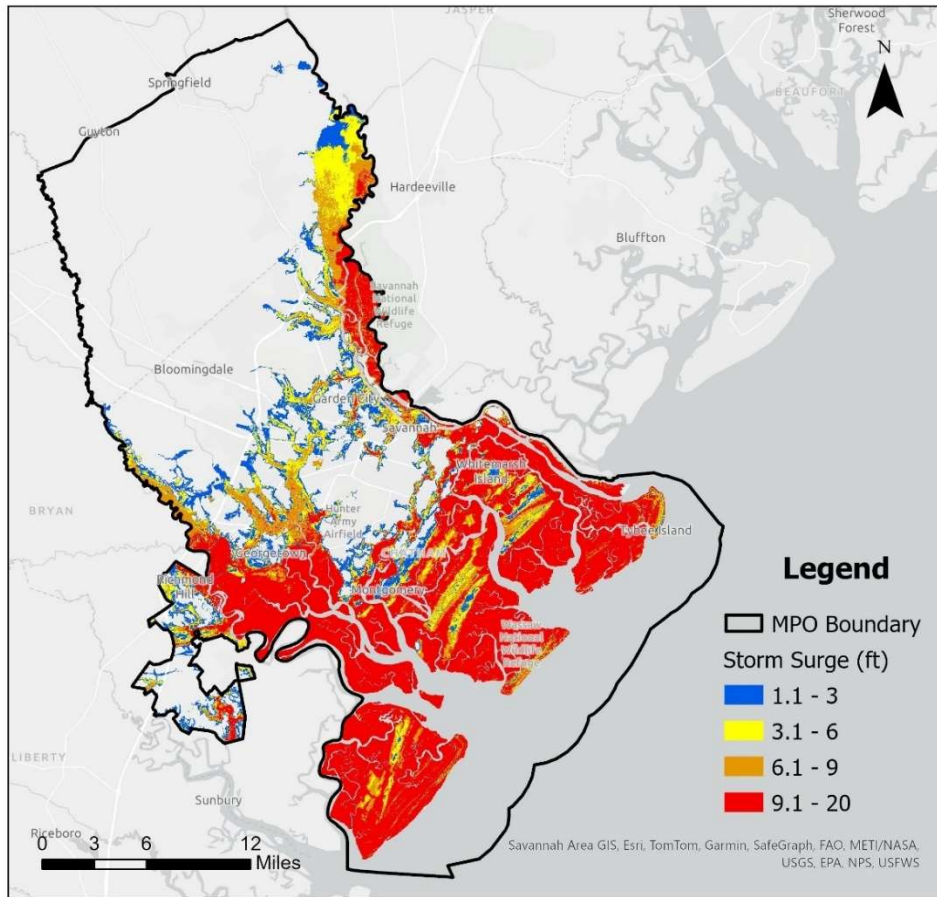 JASPER
Sherwood
Forest
N
Springfield
BEAUFORT
Guyton
Hardeeville
Bluffton
Savannah
National
Wildlife
Refuge
Bloomingdale
Garden City
Savannah
Whitemarsh
Island
BRYAN
Hunter
Army
Airfield
Tybee Island
Georgetown
CHATHAM
Richmond
Hill
Montgomery
Wassaw
National
Wildlife
Refuge
Legend
MPO Boundary
Storm Surge (ft)
1.1 - 3
3.1 - 6
6.1 - 9
9.1 - 20
LIBERTY
Sunbury
Riceboro
0 3 6 12
Miles
Savannah Area GIS, Esri, TomTom, Garmin, SafeGraph, FAO, METI/NASA,
USGS, EPA, NPS, USFWS